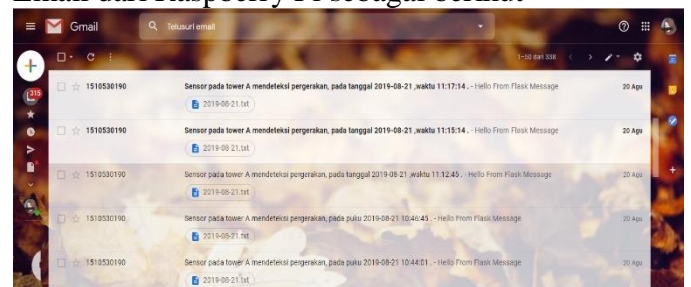 Email dari Raspberry Pi sebagai berikut
Gmail
Telusuri email
1-50 dari 338
315
1510530190 Sensor pada tower A mendeteksi pergerakan, pada tanggal 2019-08-21 ,waktu 11:17:14 . - Hello From Flask Message 20 Agu
2019-08-21.txt
1510530190 Sensor pada tower A mendeteksi pergerakan, pada tanggal 2019-08-21 ,waktu 11:15:14 . - Hello From Flask Message 20 Agu
2019-08-21.txt
1510530190 Sensor pada tower A mendeteksi pergerakan, pada tanggal 2019-08-21 ,waktu 11:12:45 . - Hello From Flask Message 20 Agu
2019-08-21.txt
1510530190 Sensor pada tower A mendeteksi pergerakan, pada puku 2019-08-21 10:46:45 . - Hello From Flask Message 20 Agu
2019-08-21.txt
1510530190 Sensor pada tower A mendeteksi pergerakan, pada puku 2019-08-21 10:44:01 . - Hello From Flask Message 20 Agu
2019-08-21.txt